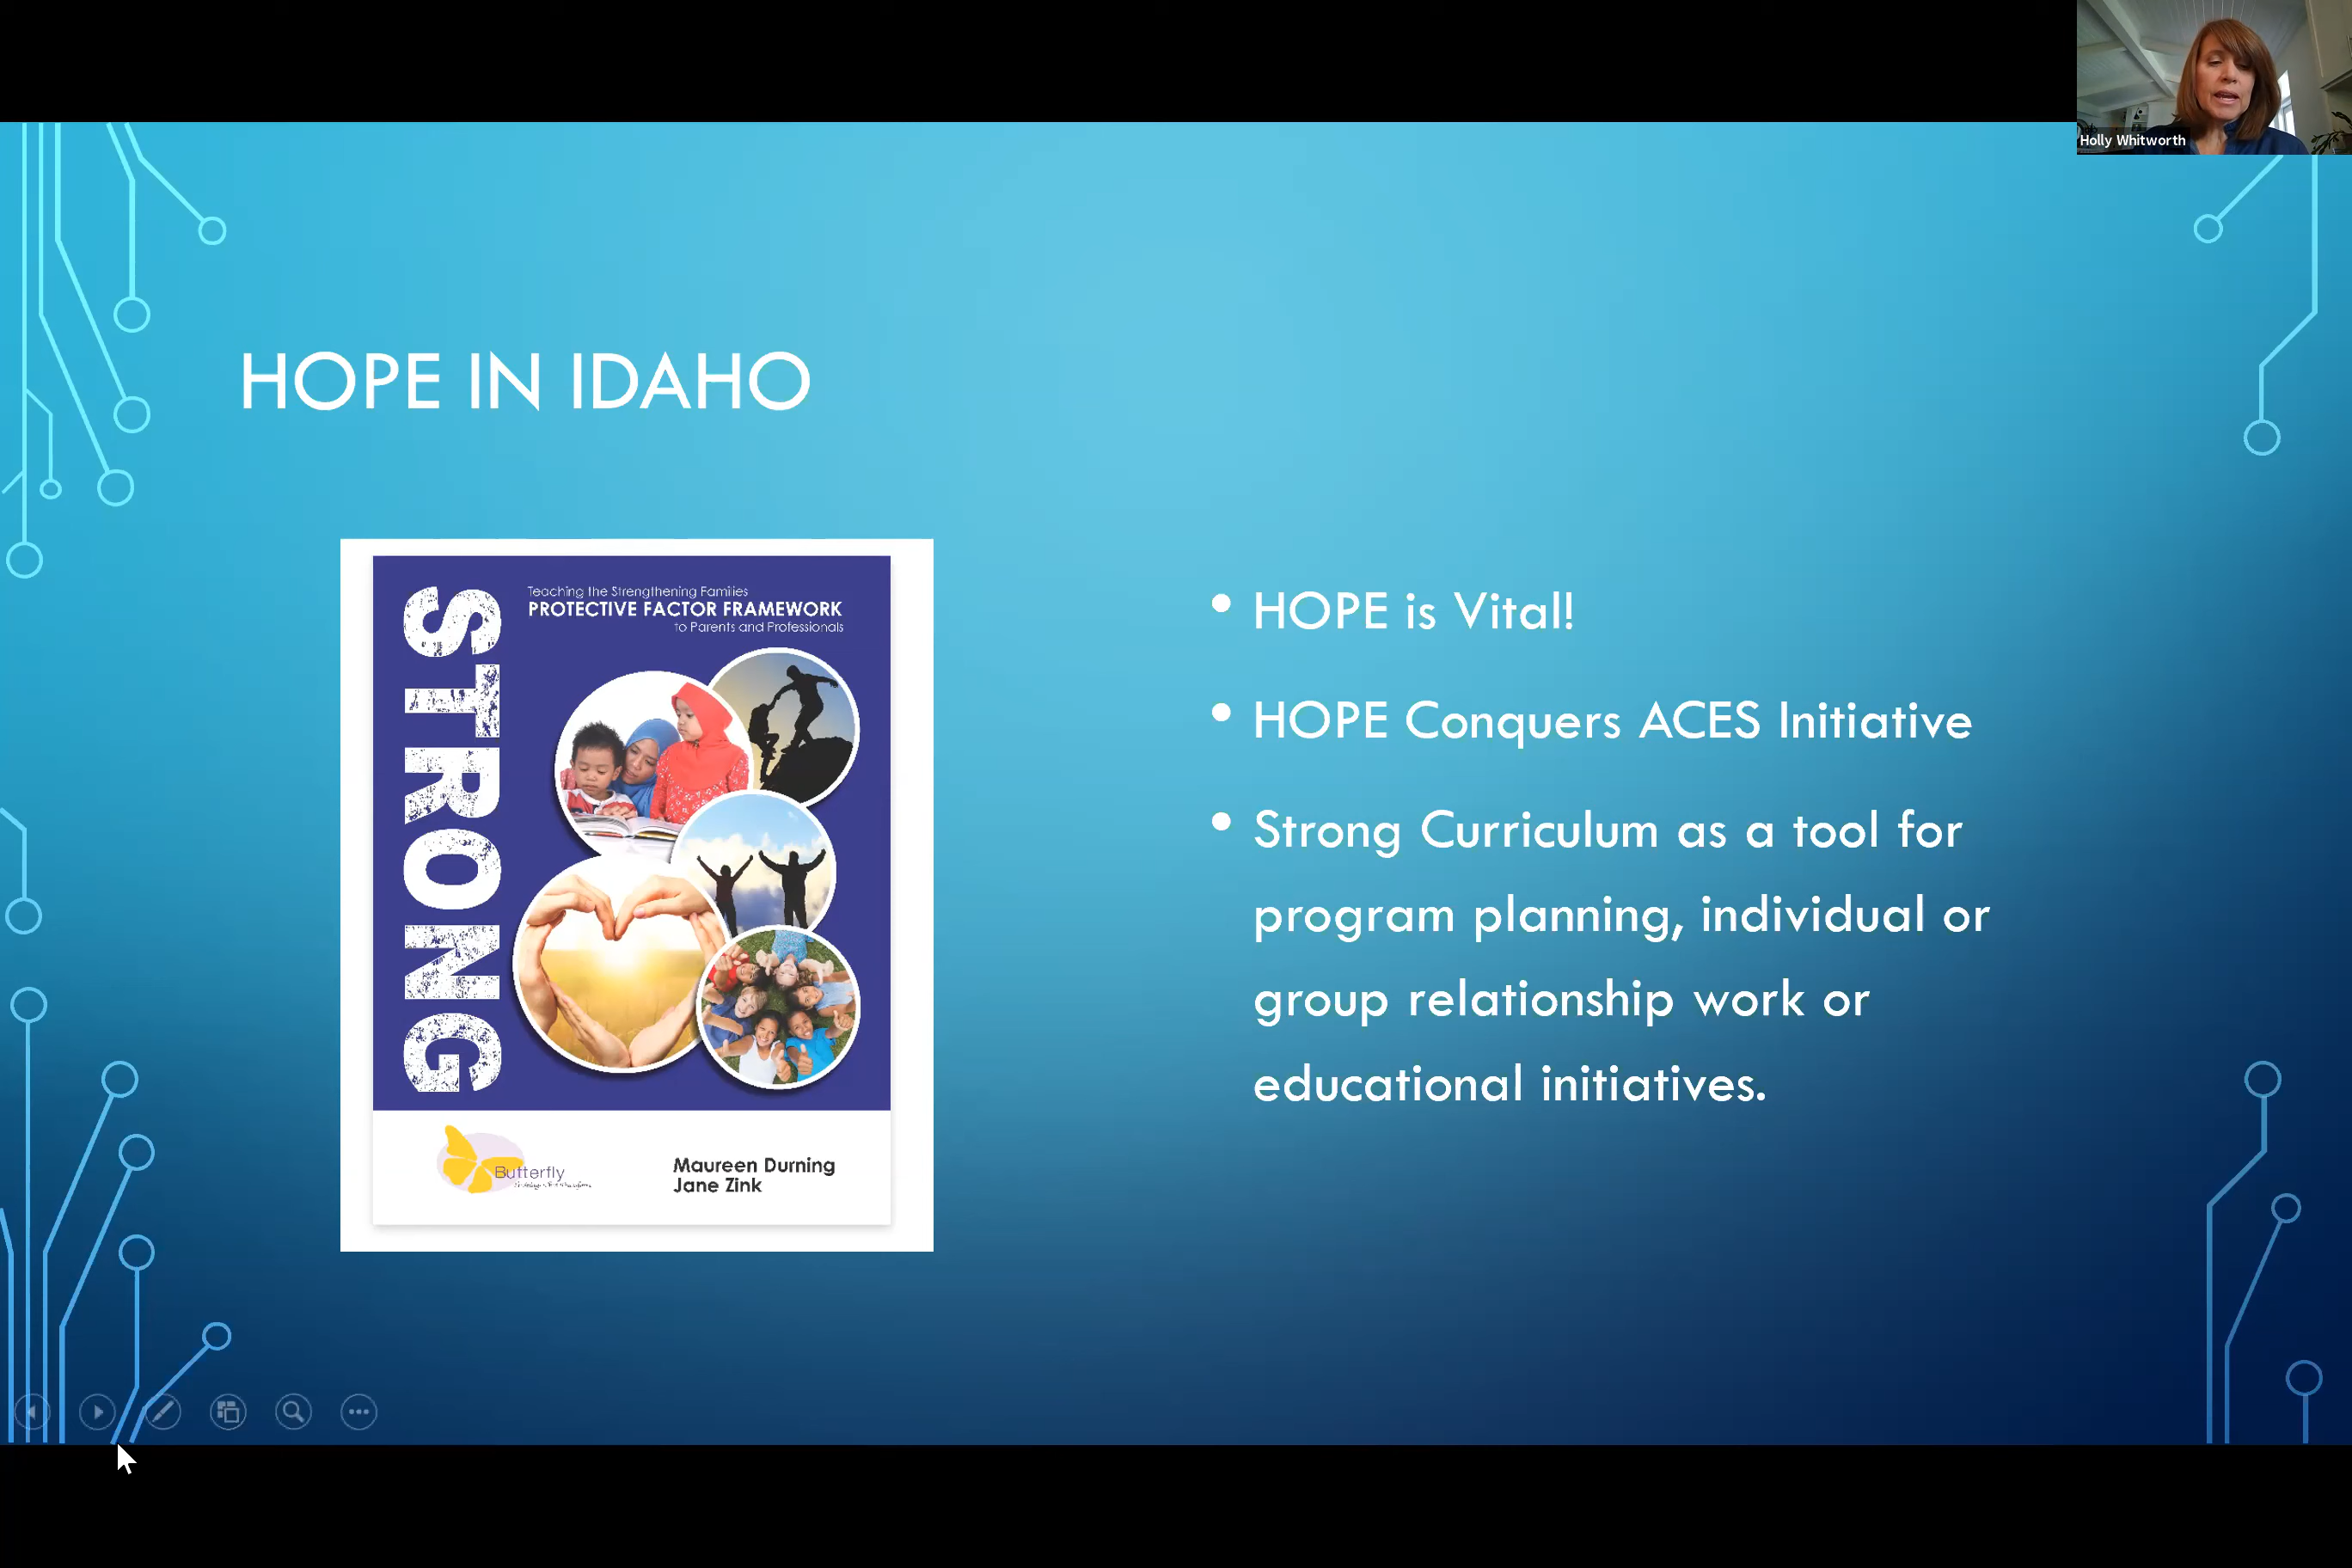 Holly Whitworth
HOPE IN IDAHO
STRONG
Teaching the Strengthening Families
PROTECTIVE FACTOR FRAMEWORK
to Parents and Professionals
Butterfly
Maureen Durning
Jane Zink
• HOPE is Vital!
• HOPE Conquers ACES Initiative
• Strong Curriculum as a tool for
program planning, individual or
group relationship work or
educational initiatives.